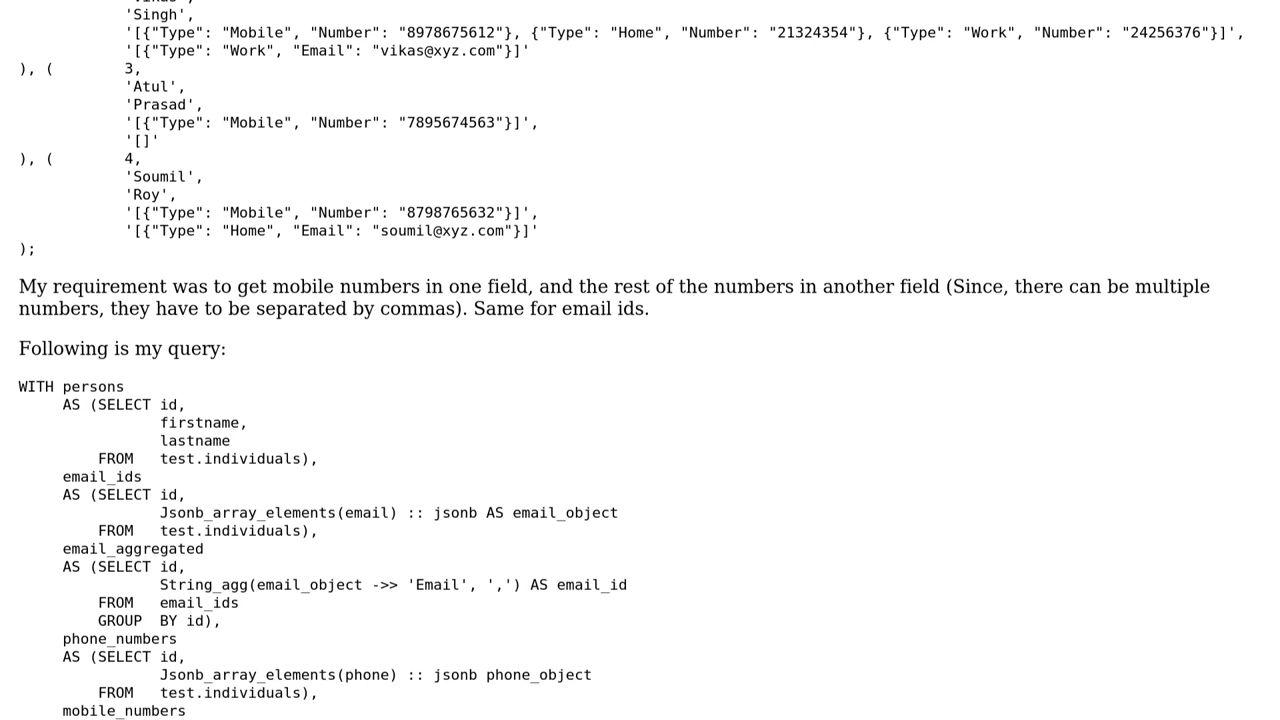 'Singh',
'[{"Type": "Mobile", "Number": "8978675612"}, {"Type": "Home", "Number": "21324354"}, {"Type": "Work", "Number": "24256376"}]',
'[{"Type": "Work", "Email": "vikas@xyz.com"}]'
), ( 3,
'Atul',
'Prasad',
'[{"Type": "Mobile", "Number": "7895674563"}]',
'[]'
), ( 4,
'Soumil',
'Roy',
'[{"Type": "Mobile", "Number": "8798765632"}]',
'[{"Type": "Home", "Email": "soumil@xyz.com"}]'
);
My requirement was to get mobile numbers in one field, and the rest of the numbers in another field (Since, there can be multiple
numbers, they have to be separated by commas). Same for email ids.
Following is my query:
WITH persons
AS (SELECT id,
firstname,
lastname
FROM test.individuals),
email_ids
AS (SELECT id,
Jsonb_array_elements(email) :: jsonb AS email_object
FROM test.individuals),
email_aggregated
AS (SELECT id,
String_agg(email_object ->> 'Email', ',') AS email_id
FROM email_ids
GROUP BY id),
phone_numbers
AS (SELECT id,
Jsonb_array_elements(phone) :: jsonb phone_object
FROM test.individuals),
mobile_numbers